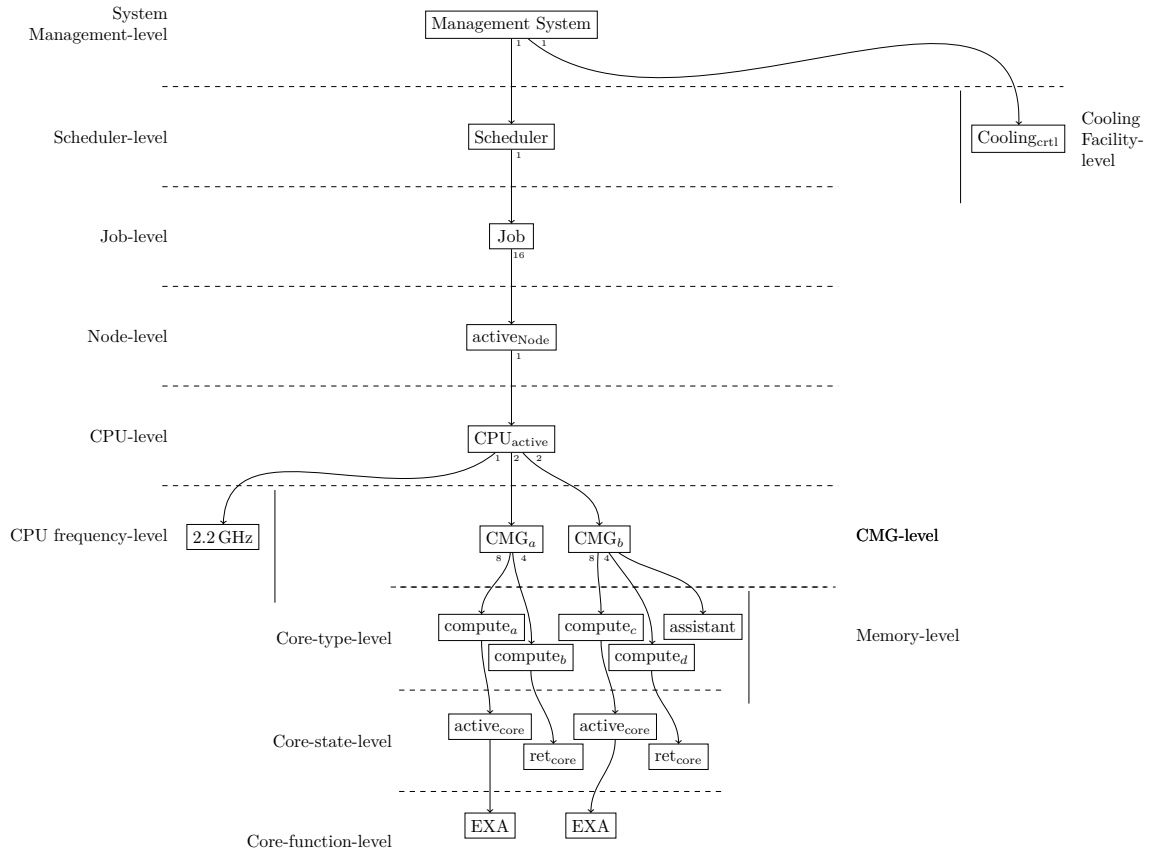 System
Management-level
Management System
1 1
Scheduler-level
Scheduler
1
Cooling_crtl
Cooling
Facility-
level
Job-level
Job
16
Node-level
active_Node
1
CPU-level
CPU_active
1 2 2
CPU frequency-level
2.2 GHz
CMG_a
CMG_b
CMG-level
8 4
8 4
Core-type-level
compute_a
compute_c
assistant
compute_b
compute_d
Memory-level
Core-state-level
active_core
active_core
ret_core
ret_core
Core-function-level
EXA
EXA